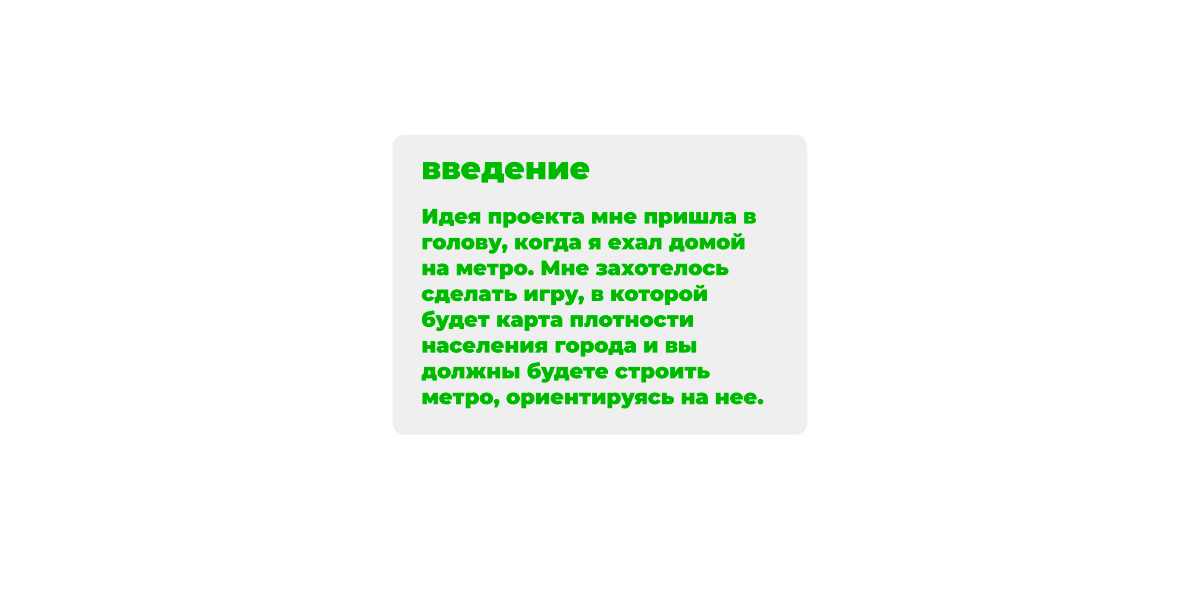 введение
Идея проекта мне пришла в
голову, когда я ехал домой
на метро. Мне захотелось
сделать игру, в которой
будет карта плотности
населения города и вы
должны будете строить
метро, ориентируясь на нее.